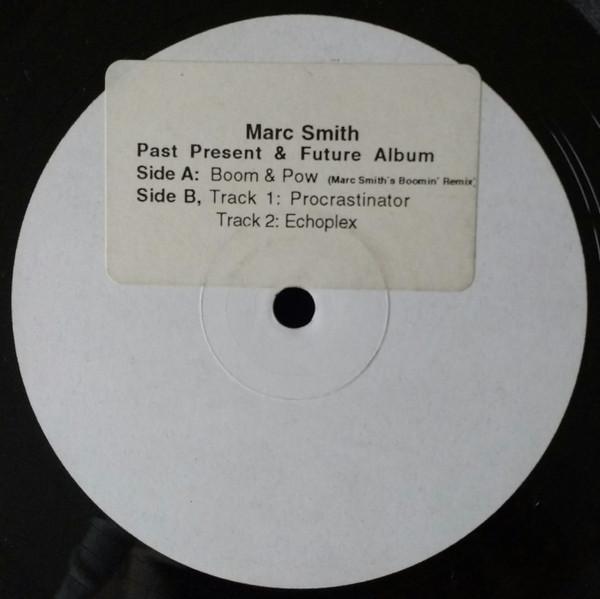 Marc Smith
Past Present & Future Album
Side A: Boom & Pow (Marc Smith's Boomin' Remix)
Side B, Track 1: Procrastinator
Track 2: Echoplex